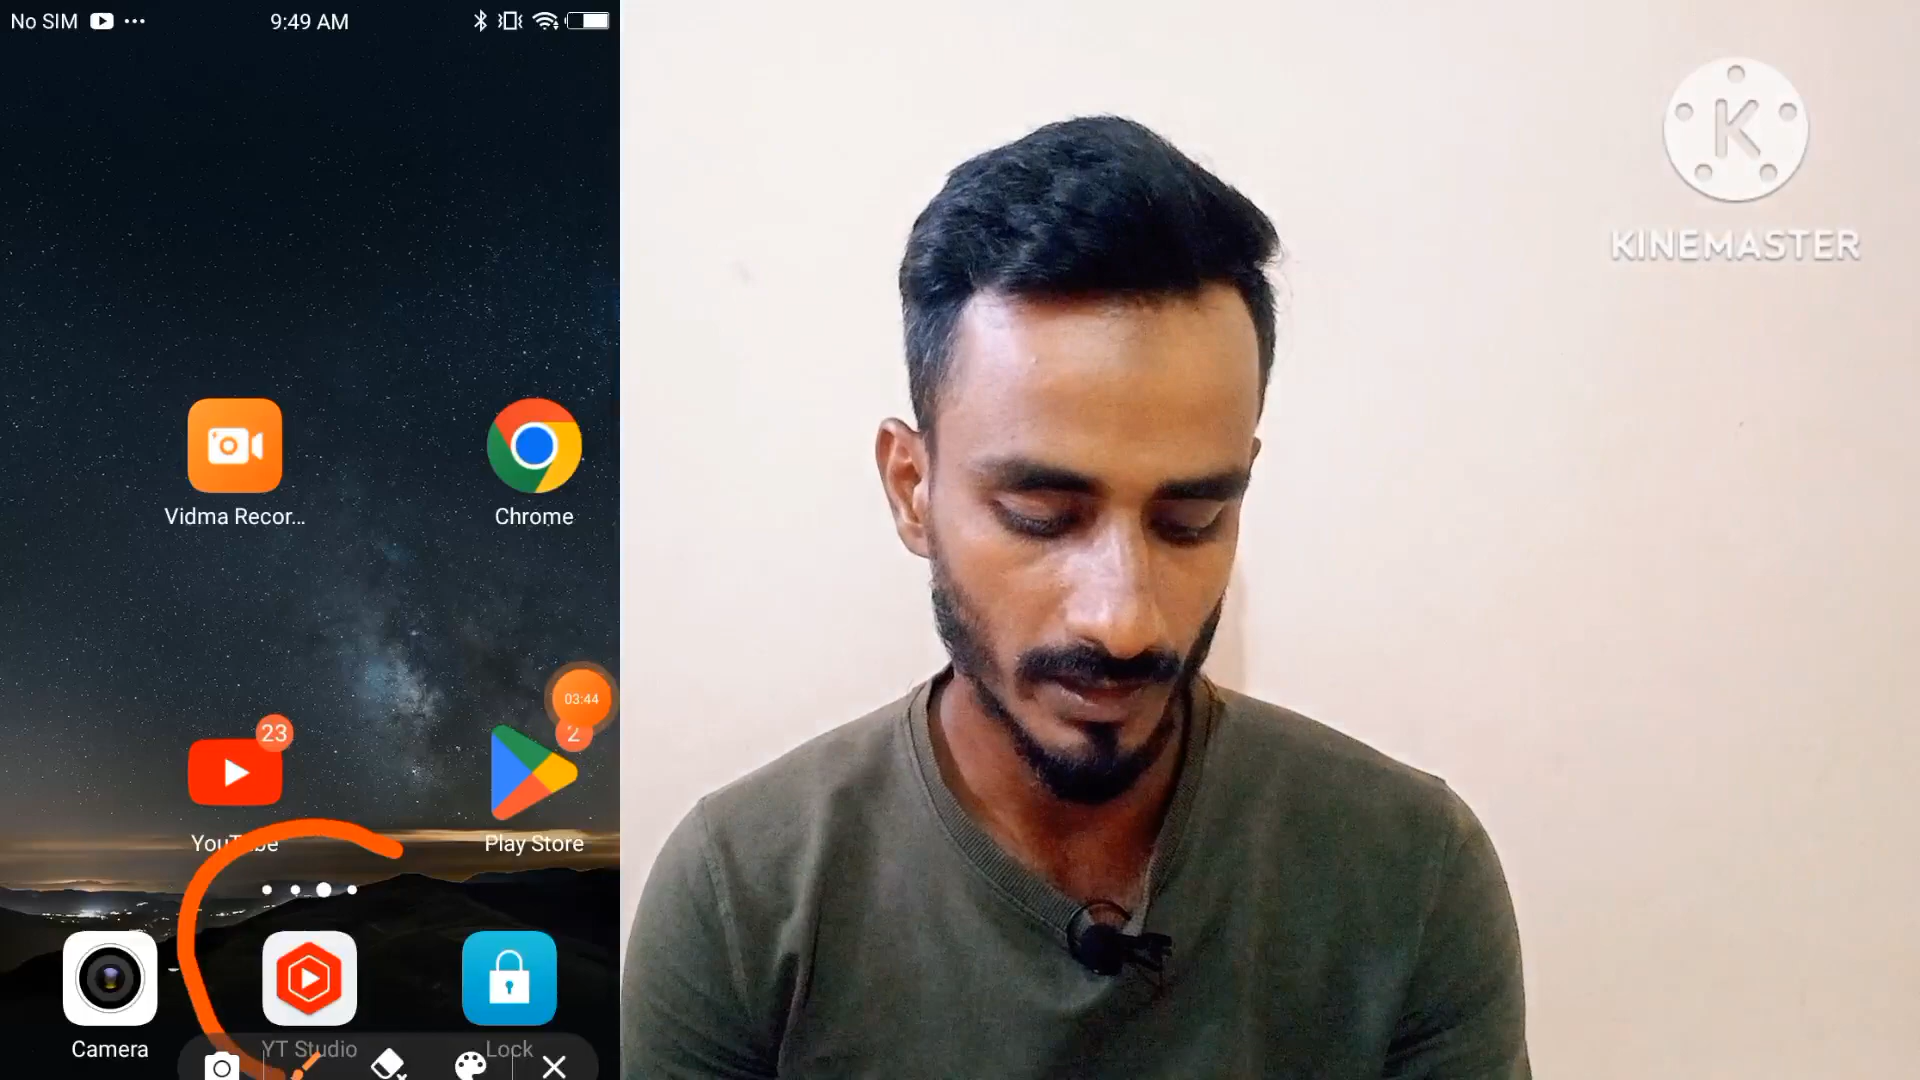 No SIM
9:49 AM
K
KINEMASTER
Vidma Recor...
Chrome
03:44
23
2
YouTube
Play Store
Camera
YT Studio
Lock